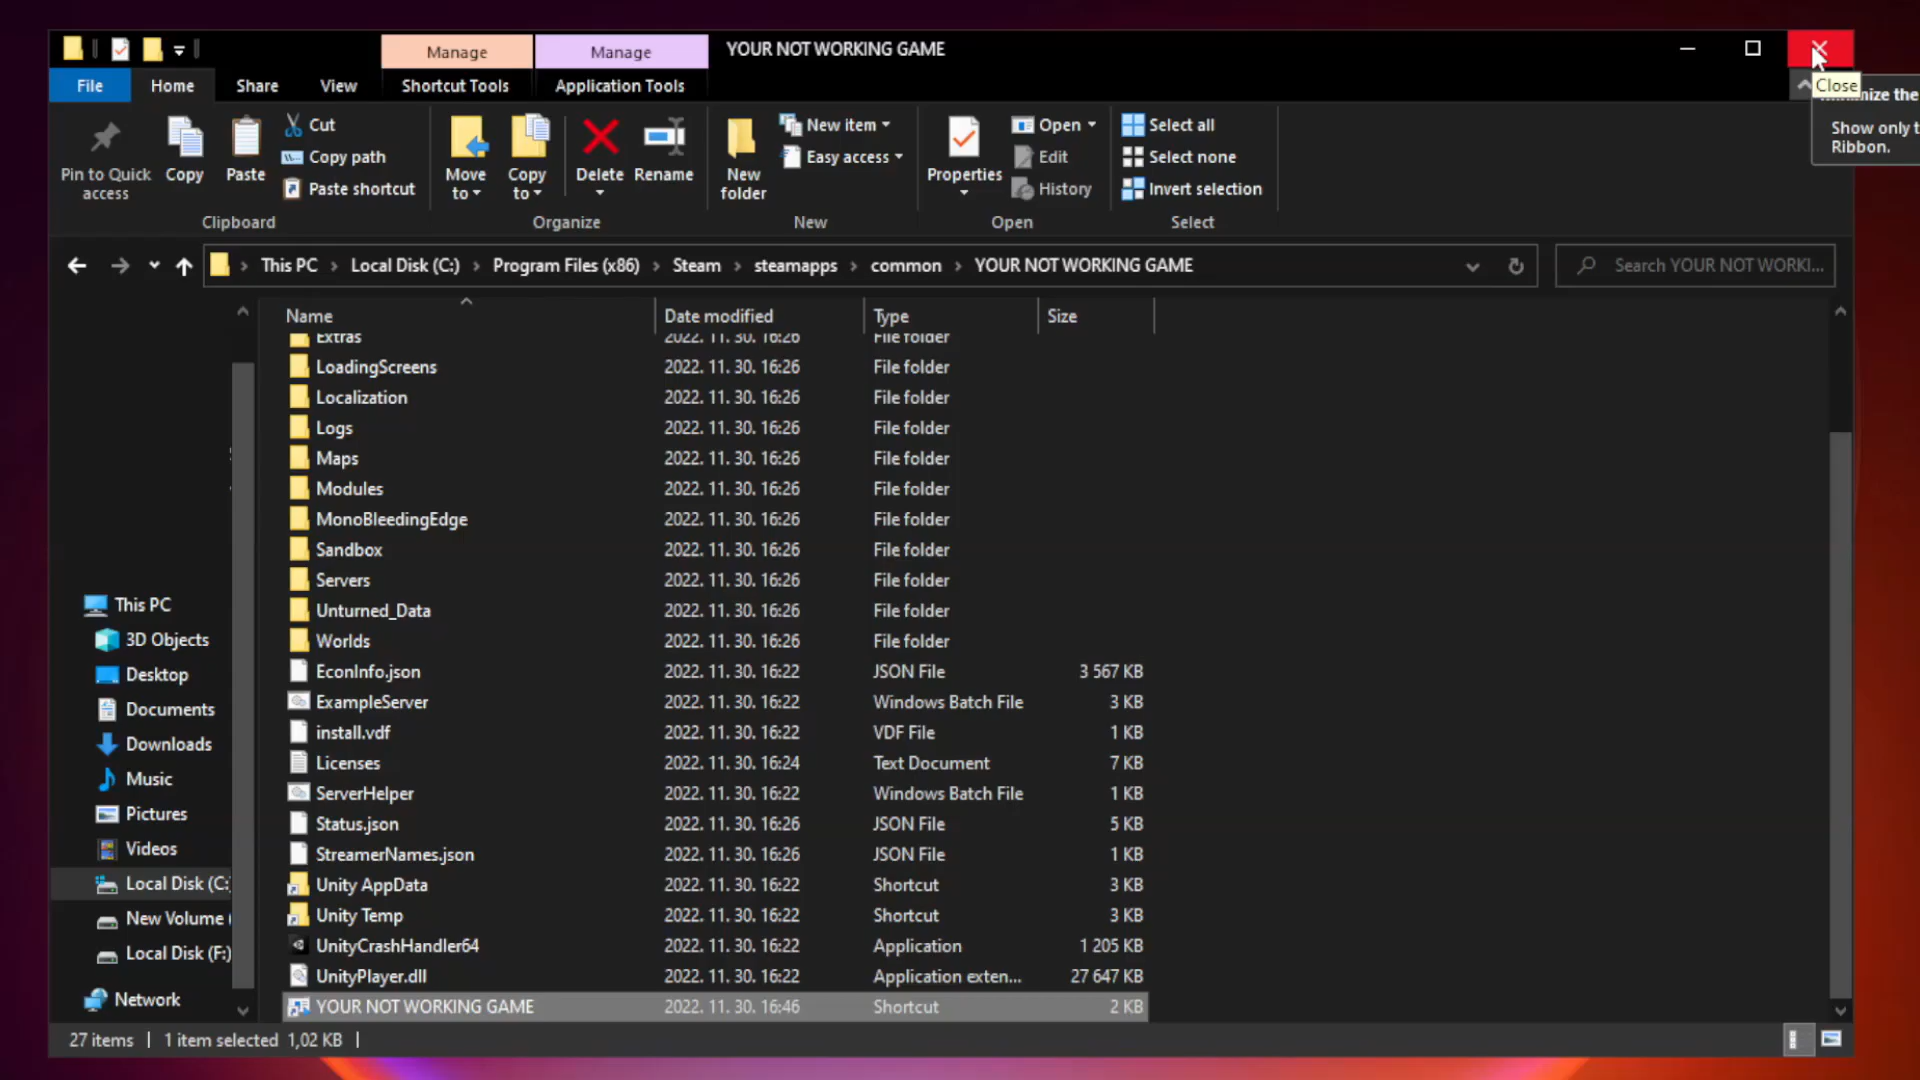 Manage
Manage
YOUR NOT WORKING GAME
File
Home
Share
View
Shortcut Tools
Application Tools
Close
the
Show only t
Ribbon.
Pin to Quick access
Copy
Paste
Cut
Copy path
Paste shortcut
Clipboard
Move to
Copy to
Delete
Rename
Organize
New folder
New item
Easy access
New
Properties
Open
Edit
History
Open
Select all
Select none
Invert selection
Select
This PC > Local Disk (C:) > Program Files (x86) > Steam > steamapps > common > YOUR NOT WORKING GAME
Search YOUR NOT WORKI...
Name Date modified Type Size
Extras 2022. 11. 30. 16:26 File folder
LoadingScreens 2022. 11. 30. 16:26 File folder
Localization 2022. 11. 30. 16:26 File folder
Logs 2022. 11. 30. 16:26 File folder
Maps 2022. 11. 30. 16:26 File folder
Modules 2022. 11. 30. 16:26 File folder
MonoBleedingEdge 2022. 11. 30. 16:26 File folder
Sandbox 2022. 11. 30. 16:26 File folder
Servers 2022. 11. 30. 16:26 File folder
Unturned_Data 2022. 11. 30. 16:26 File folder
Worlds 2022. 11. 30. 16:26 File folder
EconInfo.json 2022. 11. 30. 16:22 JSON File 3 567 KB
ExampleServer 2022. 11. 30. 16:22 Windows Batch File 3 KB
install.vdf 2022. 11. 30. 16:22 VDF File 1 KB
Licenses 2022. 11. 30. 16:24 Text Document 7 KB
ServerHelper 2022. 11. 30. 16:22 Windows Batch File 1 KB
Status.json 2022. 11. 30. 16:26 JSON File 5 KB
StreamerNames.json 2022. 11. 30. 16:26 JSON File 1 KB
Unity AppData 2022. 11. 30. 16:22 Shortcut 3 KB
Unity Temp 2022. 11. 30. 16:22 Shortcut 3 KB
UnityCrashHandler64 2022. 11. 30. 16:22 Application 1 205 KB
UnityPlayer.dll 2022. 11. 30. 16:22 Application exten... 27 647 KB
YOUR NOT WORKING GAME 2022. 11. 30. 16:46 Shortcut 2 KB
This PC
3D Objects
Desktop
Documents
Downloads
Music
Pictures
Videos
Local Disk (C:
New Volume (
Local Disk (F:)
Network
27 items
1 item selected 1,02 KB